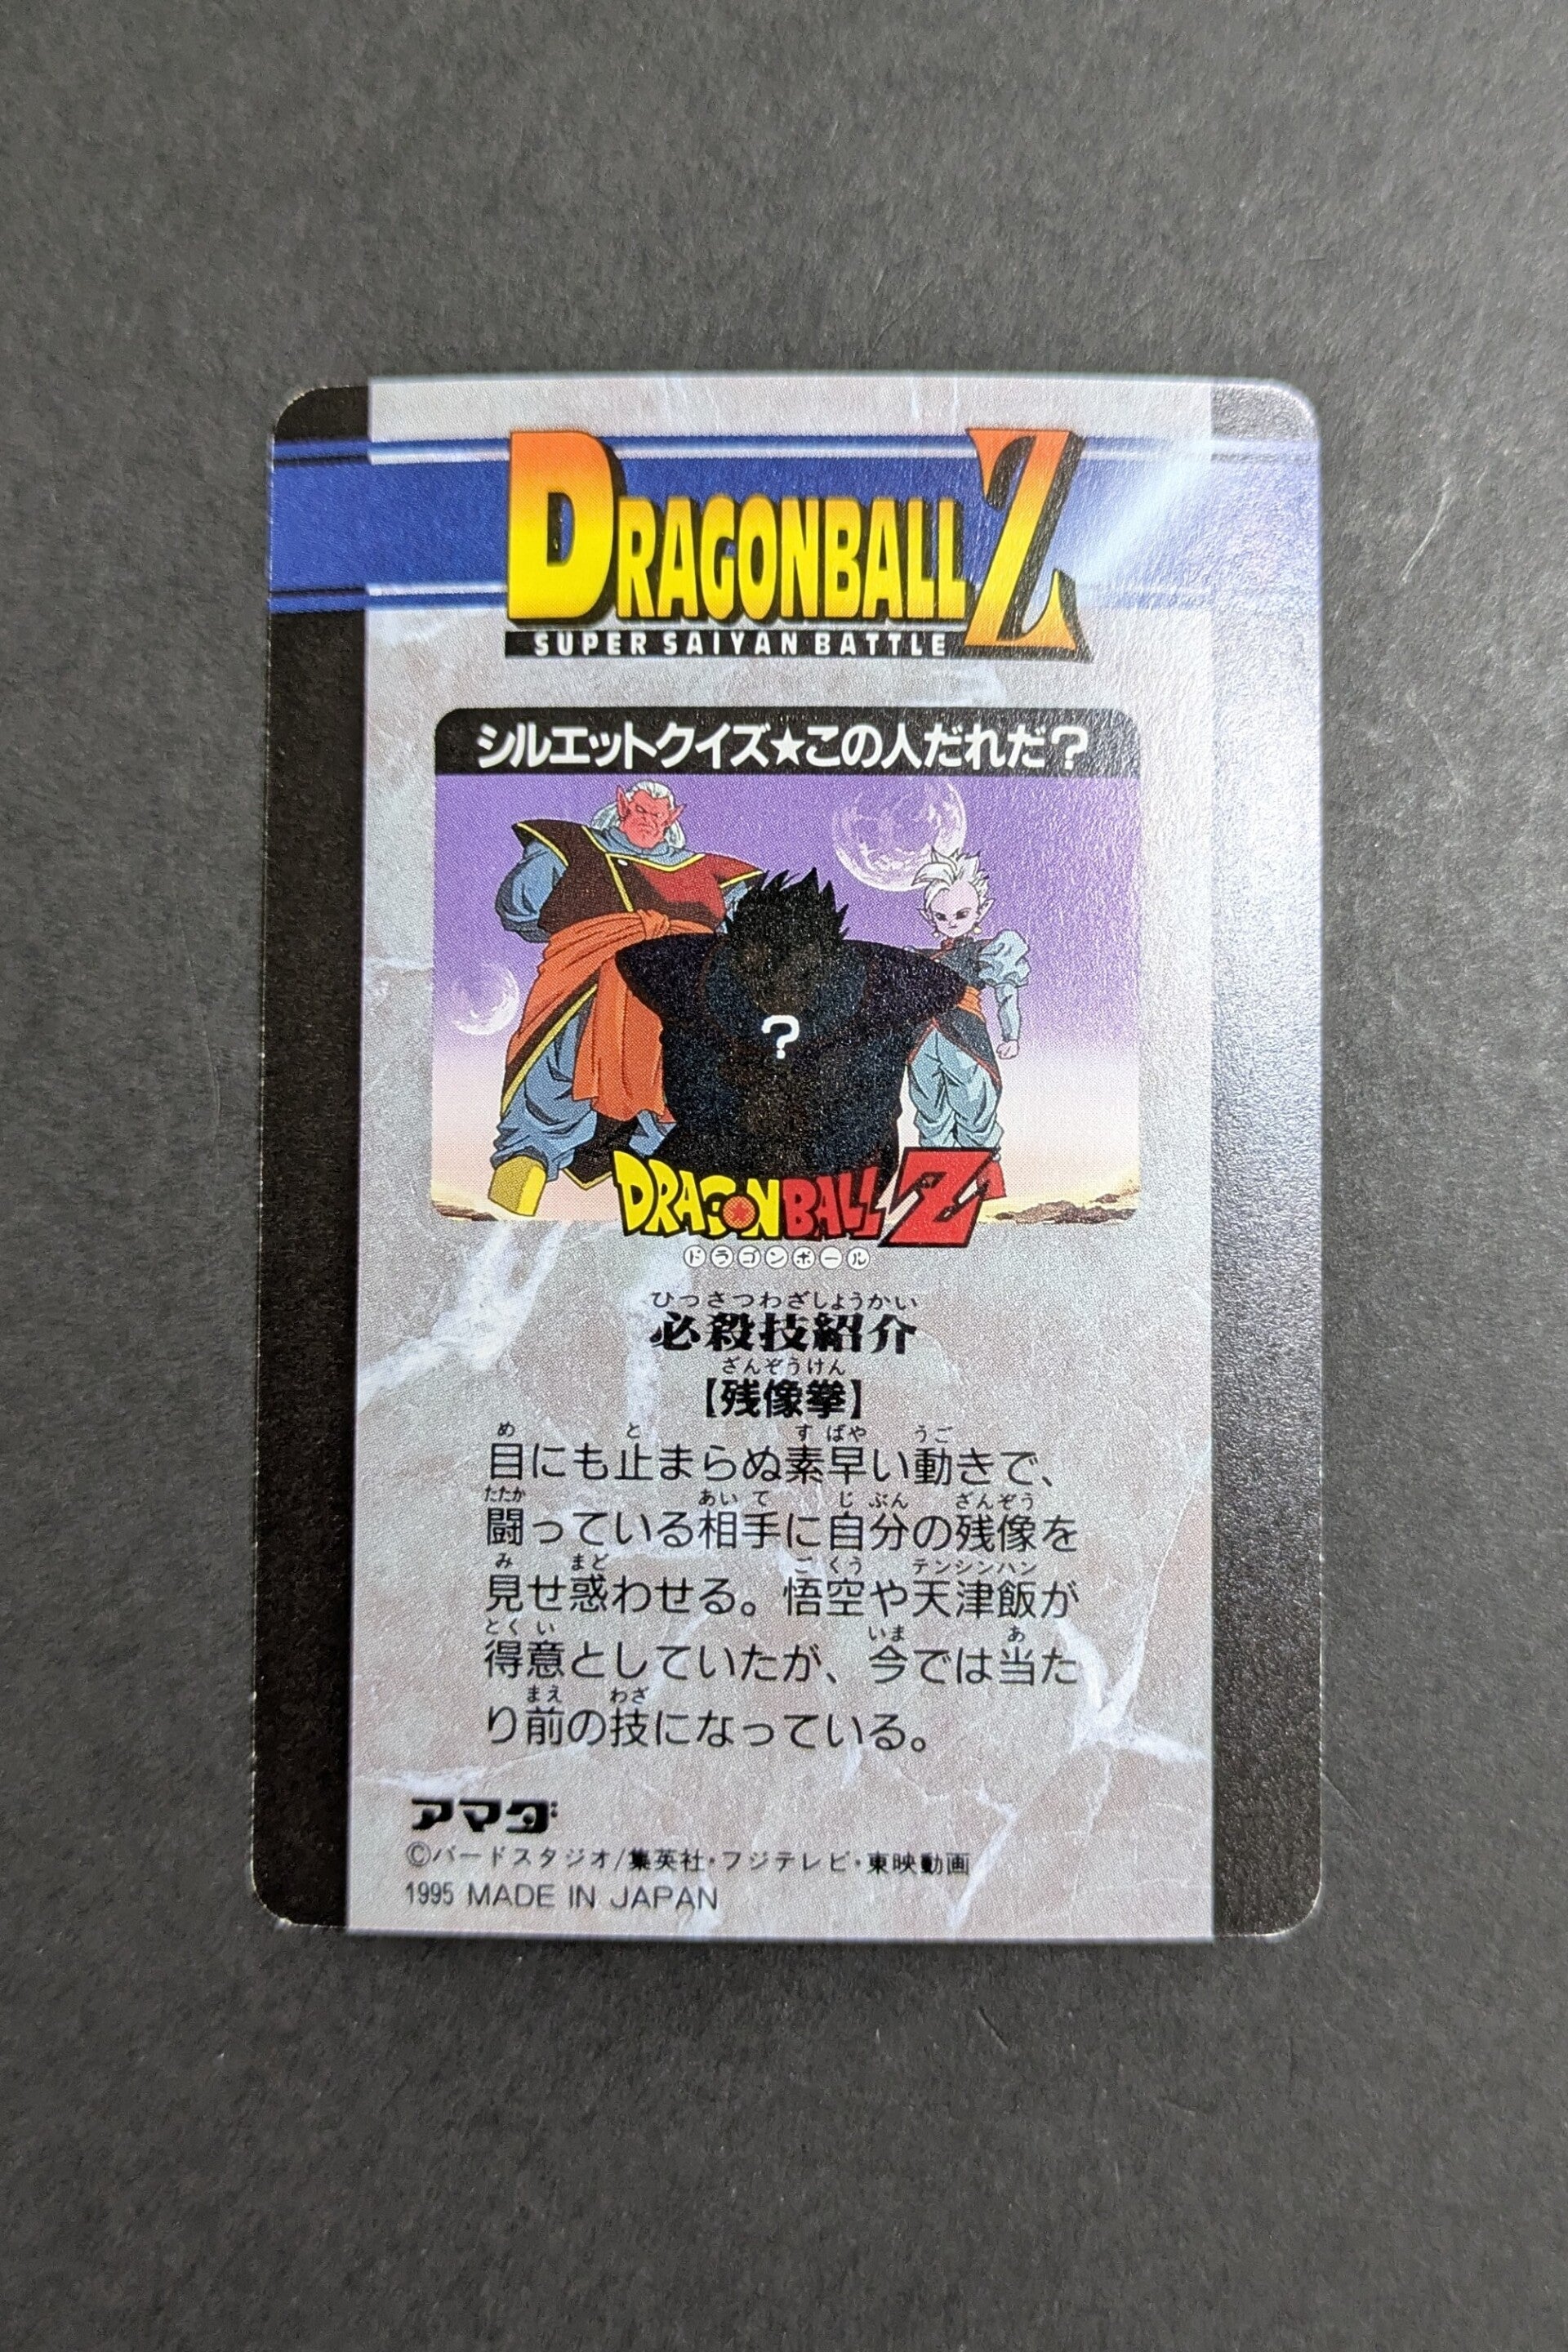 DRAGONBALL Z
SUPER SAIYAN BATTLE
シルエットクイズ★この人だれだ?
?
DRAGONBALL Z
ドラゴンボール
ひっさつわざしょうかい
必殺技紹介
ざんぞうけん
【残像拳】
め と す ばや うご
目にも止まらぬ素早い動きで、
たたか あい て じ ぶん ざんぞう
闘っている相手に自分の残像を
み まど ご くう テンシンハン
見せ惑わせる。悟空や天津飯が
とく い いま あ
得意としていたが、今では当た
まえ わざ
り前の技になっている。
アマダ
©バードスタジオ/集英社・フジテレビ・東映動画
1995 MADE IN JAPAN